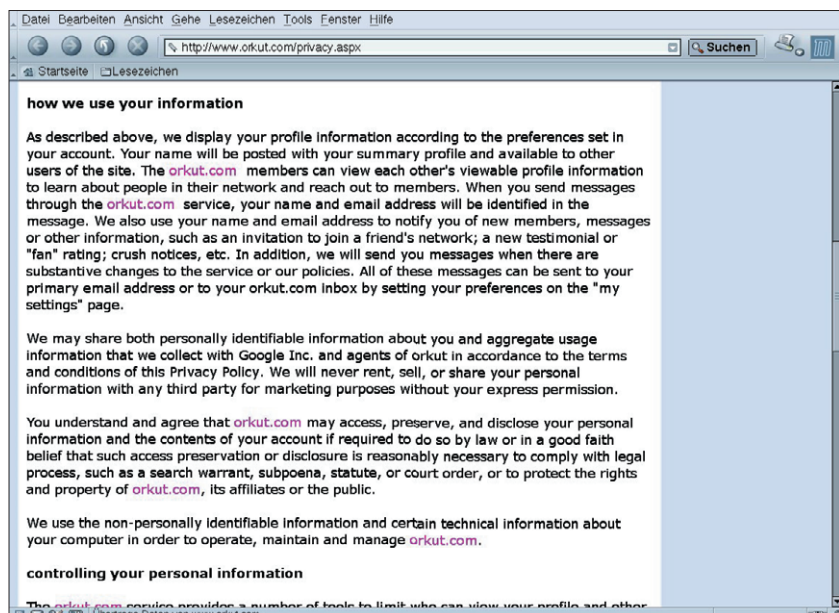 Datei Bearbeiten Ansicht Gehe Lesezeichen Tools Fenster Hilfe
http://www.orkut.com/privacy.aspx Suchen
Startseite Lesezeichen
how we use your information
As described above, we display your profile information according to the preferences set in
your account. Your name will be posted with your summary profile and available to other
users of the site. The orkut.com members can view each other's viewable profile information
to learn about people in their network and reach out to members. When you send messages
through the orkut.com service, your name and email address will be identified in the
message. We also use your name and email address to notify you of new members, messages
or other information, such as an invitation to join a friend's network; a new testimonial or
"fan" rating; crush notices, etc. In addition, we will send you messages when there are
substantive changes to the service or our policies. All of these messages can be sent to your
primary email address or to your orkut.com inbox by setting your preferences on the "my
settings" page.
We may share both personally identifiable information about you and aggregate usage
information that we collect with Google Inc. and agents of orkut in accordance to the terms
and conditions of this Privacy Policy. We will never rent, sell, or share your personal
information with any third party for marketing purposes without your express permission.
You understand and agree that orkut.com may access, preserve, and disclose your personal
information and the contents of your account if required to do so by law or in a good faith
belief that such access preservation or disclosure is reasonably necessary to comply with legal
process, such as a search warrant, subpoena, statute, or court order, or to protect the rights
and property of orkut.com, its affiliates or the public.
We use the non-personally identifiable information and certain technical information about
your computer in order to operate, maintain and manage orkut.com.
controlling your personal information
The orkut.com service provides a number of tools to limit who can view your profile and other